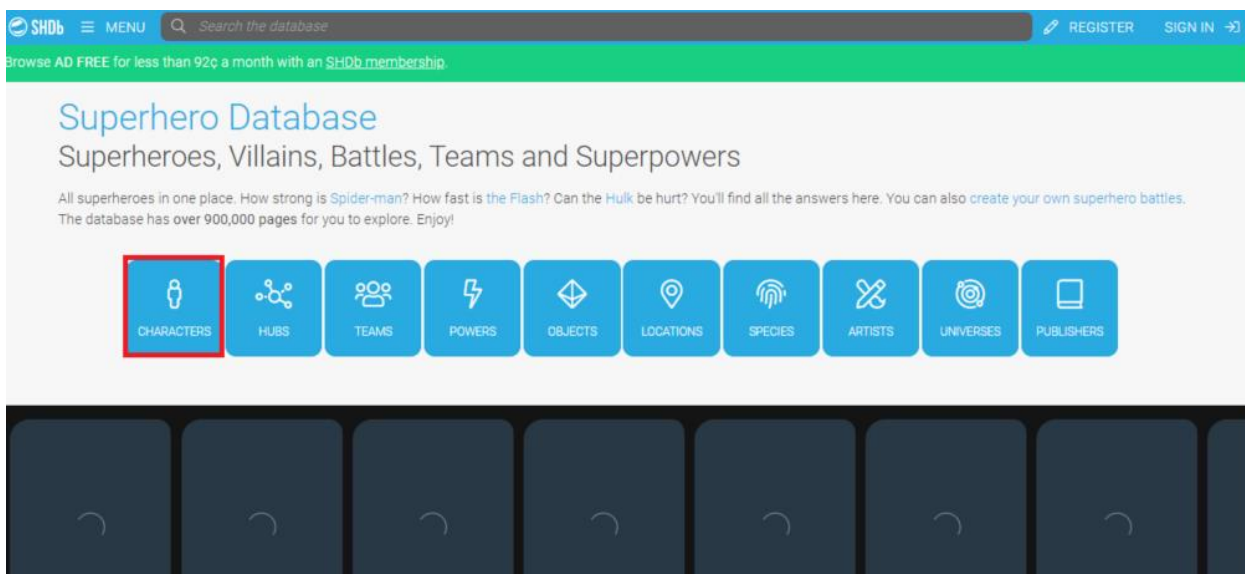 SHDb MENU Search the database REGISTER SIGN IN
Browse AD FREE for less than 92¢ a month with an SHDb membership.
Superhero Database
Superheroes, Villains, Battles, Teams and Superpowers
All superheroes in one place. How strong is Spider-man? How fast is the Flash? Can the Hulk be hurt? You'll find all the answers here. You can also create your own superhero battles.
The database has over 900,000 pages for you to explore. Enjoy!
CHARACTERS HUBS TEAMS POWERS OBJECTS LOCATIONS SPECIES ARTISTS UNIVERSES PUBLISHERS